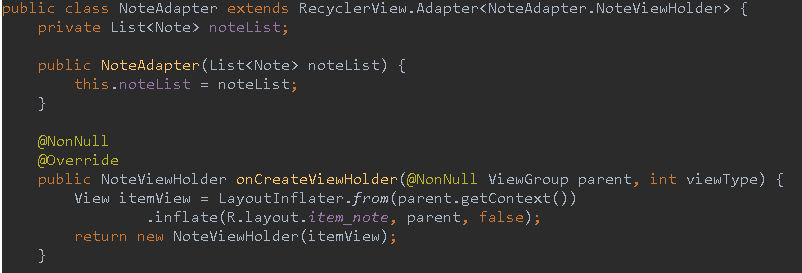 public class NoteAdapter extends RecyclerView.Adapter<NoteAdapter.NoteViewHolder> {
    private List<Note> noteList;

    public NoteAdapter(List<Note> noteList) {
        this.noteList = noteList;
    }

    @NonNull
    @Override
    public NoteViewHolder onCreateViewHolder(@NonNull ViewGroup parent, int viewType) {
        View itemView = LayoutInflater.from(parent.getContext())
                .inflate(R.layout.item_note, parent, false);
        return new NoteViewHolder(itemView);
    }